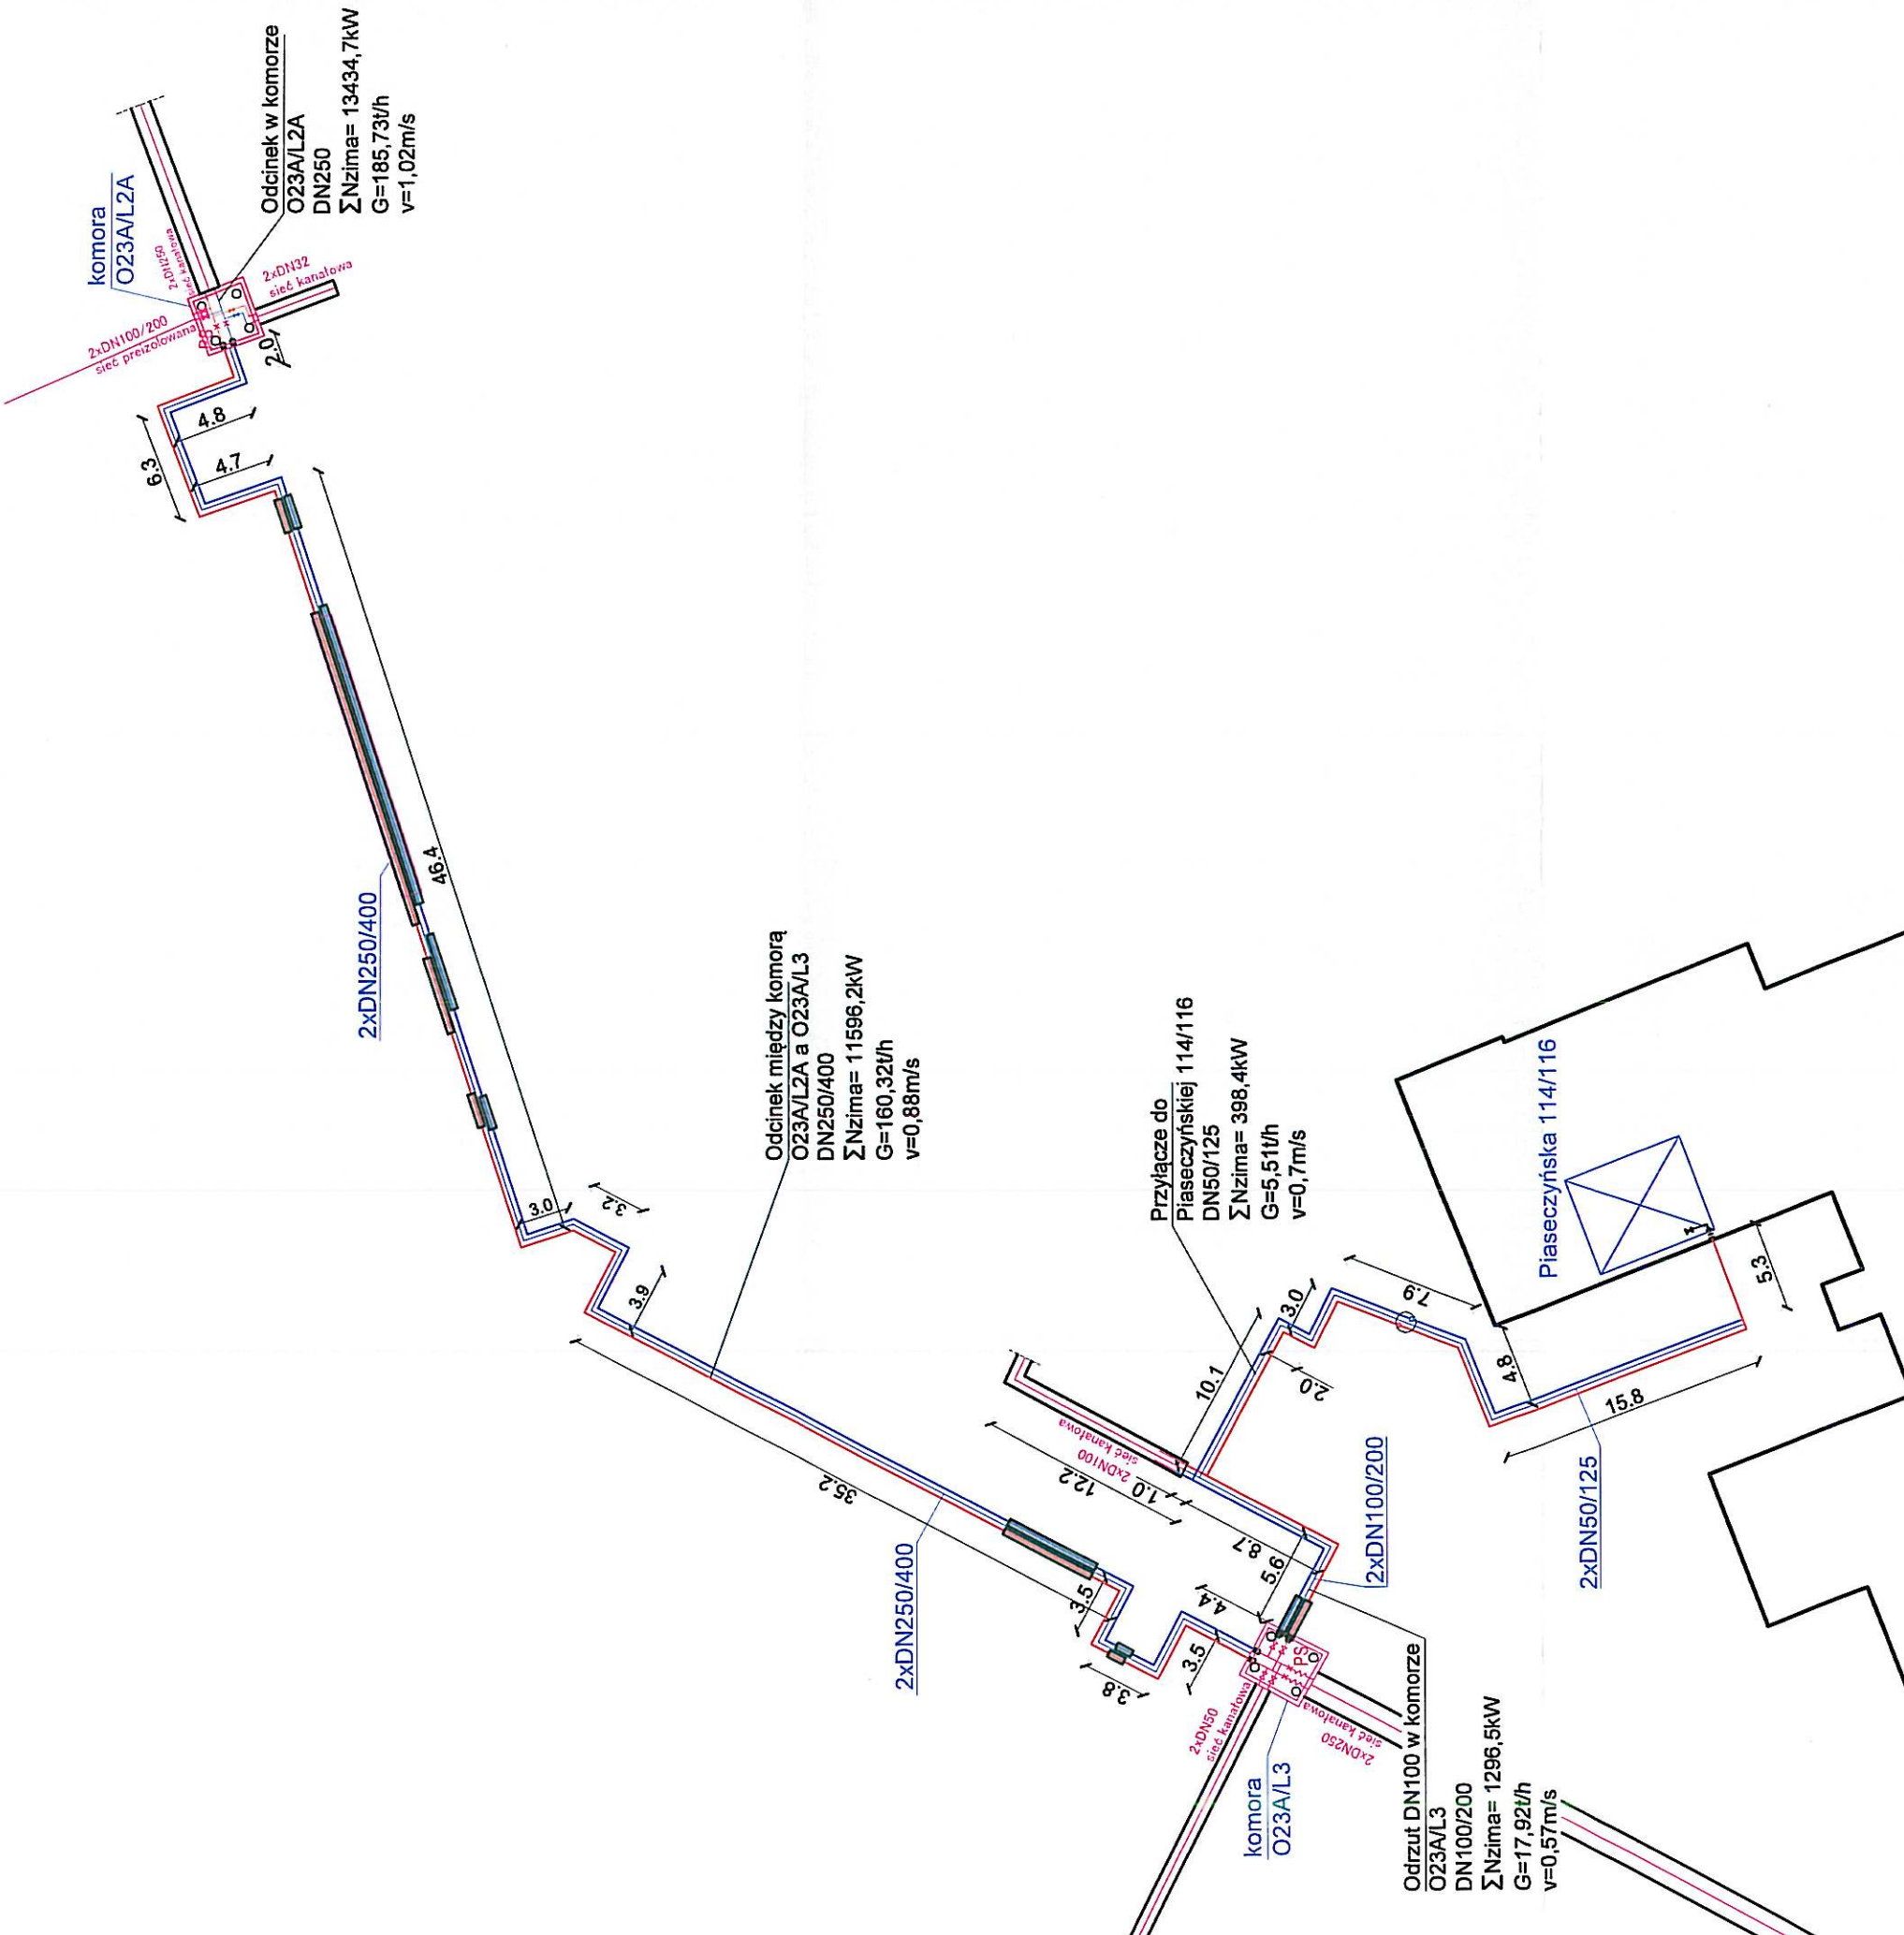 komora
O23A/L2A
Odcinek w komorze
O23A/L2A
DN250
ΣNzima= 13434,7kW
G=185,73t/h
v=1,02m/s
2xDN100/200
sieć preizolowana
2xDN250
sieć kanałowa
2xDN32
sieć kanałowa
2.0
4.8
6.3
4.7
46.4
2xDN250/400
3.0
3.2
3.9
Odcinek między komorą
O23A/L2A a O23A/L3
DN250/400
ΣNzima= 11596,2kW
G=160,32t/h
v=0,88m/s
35.2
2xDN250/400
3.5
3.8
3.5
4.4
5.6
8.7
1.0
12.2
2xDN100
sieć kanałowa
10.1
2.0
3.0
7.9
4.8
15.8
5.3
Przyłącze do
Piaseczyńskiej 114/116
DN50/125
ΣNzima= 398,4kW
G=5,51t/h
v=0,7m/s
Piaseczyńska 114/116
2xDN100/200
2xDN50/125
2xDN50
sieć kanałowa
PS
2xDN250
sieć kanałowa
komora
O23A/L3
Odrzut DN100 w komorze
O23A/L3
DN100/200
ΣNzima= 1296,5kW
G=17,92t/h
v=0,57m/s